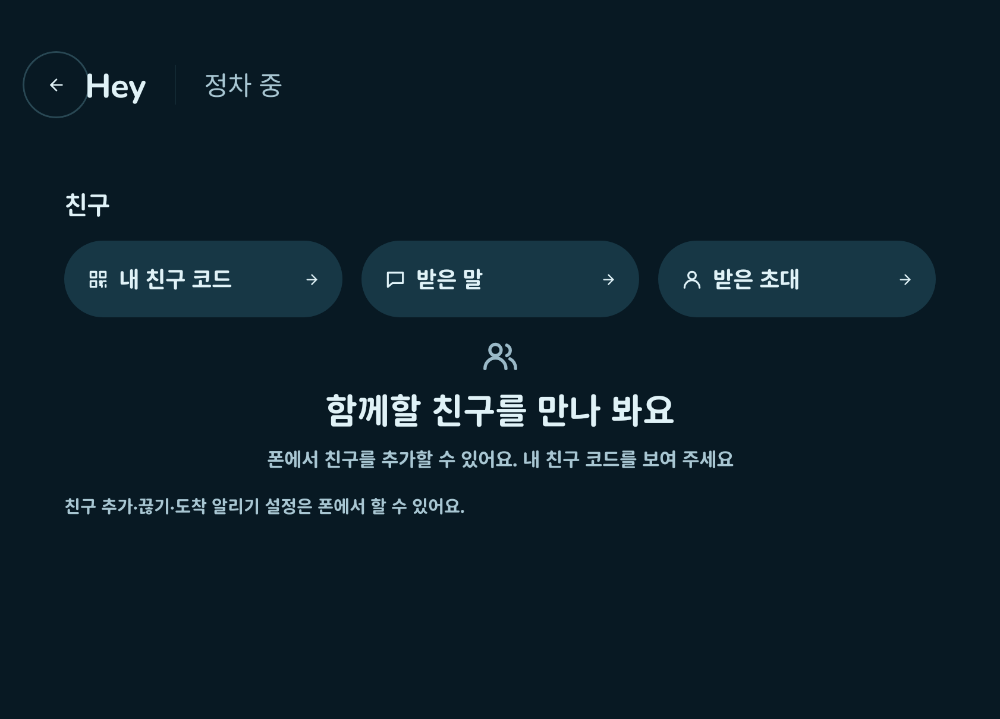 Hey 정차 중
친구
내 친구 코드 받은 말 받은 초대
함께할 친구를 만나 봐요
폰에서 친구를 추가할 수 있어요. 내 친구 코드를 보여 주세요
친구 추가·끊기·도착 알리기 설정은 폰에서 할 수 있어요.